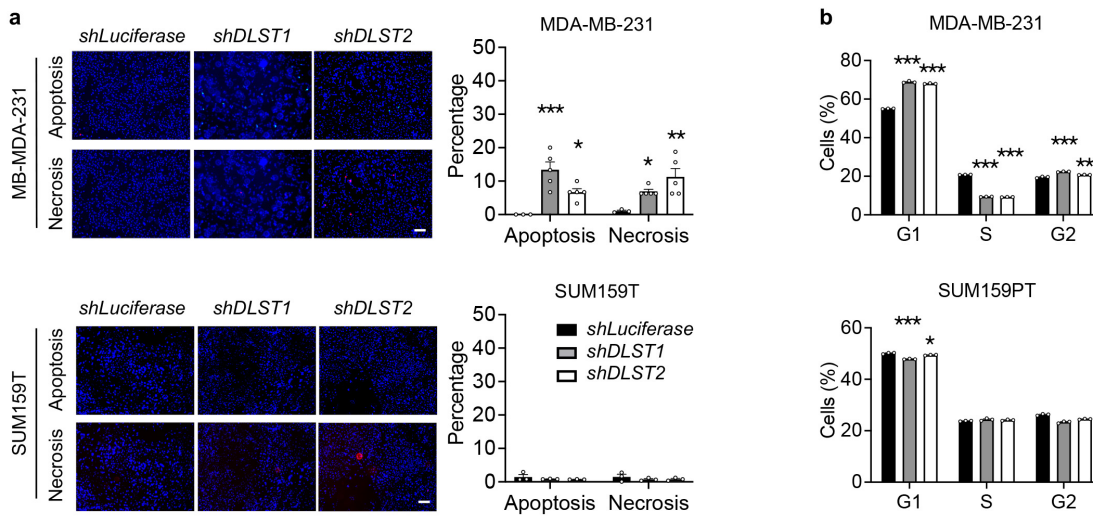 a
shLuciferase shDLST1 shDLST2
MB-MDA-231
Apoptosis
Necrosis
MDA-MB-231
Percentage
50
40
30
20
10
0
*** * * **
Apoptosis Necrosis
b
MDA-MB-231
Cells (%)
80
60
40
20
0
*** *** *** *** *** **
G1 S G2
shLuciferase shDLST1 shDLST2
SUM159T
Apoptosis
Necrosis
SUM159T
Percentage
50
40
30
20
10
0
shLuciferase
shDLST1
shDLST2
Apoptosis Necrosis
SUM159PT
Cells (%)
60
40
20
0
*** *
G1 S G2